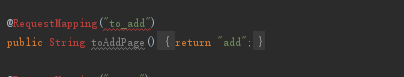 @RequestMapping("to_add")
public String toAddPage() { return "add"; }